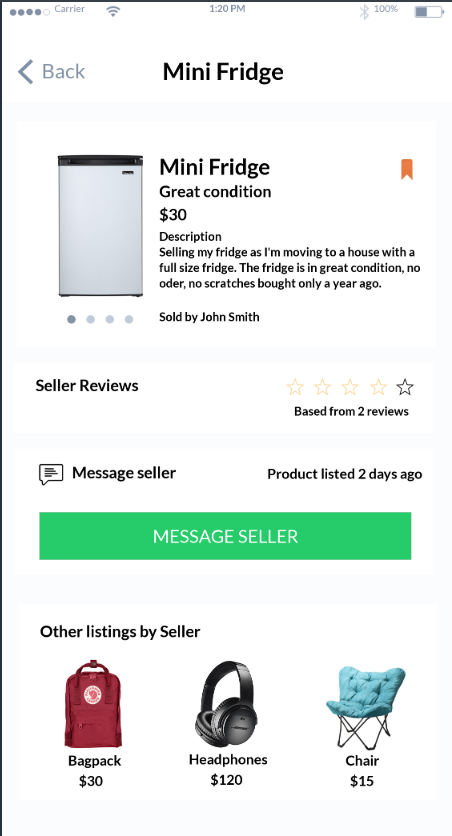 Carrier 1:20 PM 100%
Back Mini Fridge
Mini Fridge
Great condition
$30
Description
Selling my fridge as I'm moving to a house with a
full size fridge. The fridge is in great condition, no
oder, no scratches bought only a year ago.
Sold by John Smith
Seller Reviews
Based from 2 reviews
Message seller Product listed 2 days ago
MESSAGE SELLER
Other listings by Seller
Bagpack Headphones Chair
$30 $120 $15